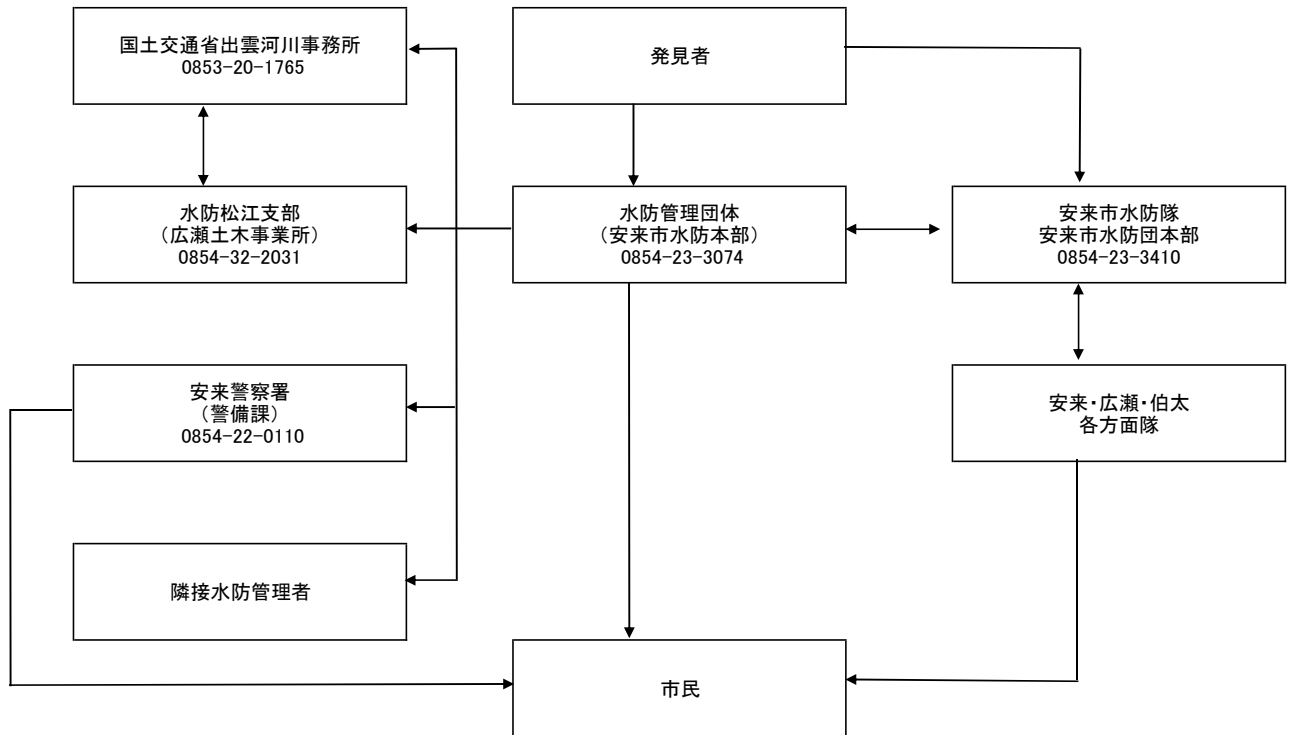 国土交通省出雲河川事務所
0853-20-1765
発見者
水防松江支部
（広瀬土木事業所）
0854-32-2031
水防管理団体
（安来市水防本部）
0854-23-3074
安来市水防隊
安来市水防団本部
0854-23-3410
安来警察署
（警備課）
0854-22-0110
安来・広瀬・伯太
各方面隊
隣接水防管理者
市民